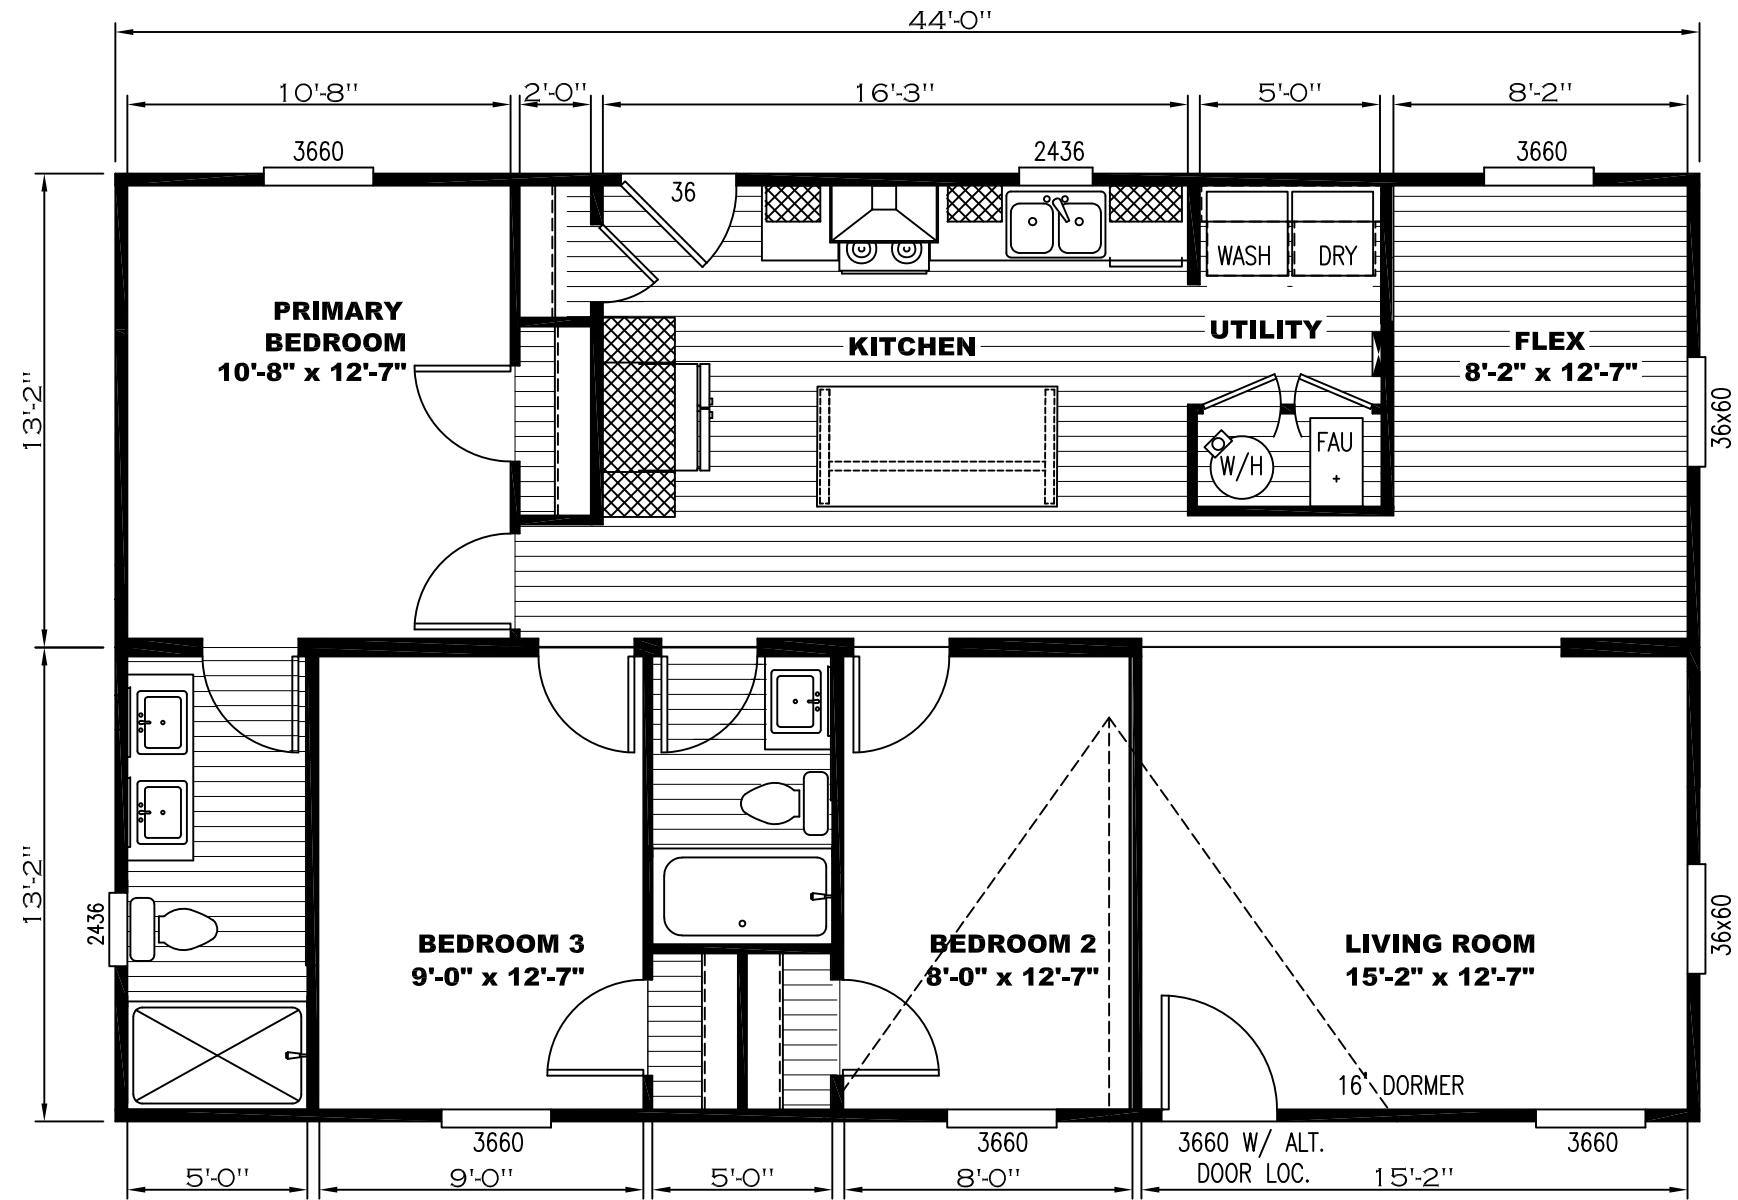 44'-0"
10'-8"
2'-0"
16'-3"
5'-0"
8'-2"
3660
2436
3660
36
WASH
DRY
PRIMARY
BEDROOM
10'-8" x 12'-7"
KITCHEN
UTILITY
FLEX
8'-2" x 12'-7"
13'-2"
36x60
W/H
FAU
13'-2"
2436
36x60
BEDROOM 3
9'-0" x 12'-7"
BEDROOM 2
8'-0" x 12'-7"
LIVING ROOM
15'-2" x 12'-7"
16' DORMER
3660
3660
3660 W/ ALT.
DOOR LOC.
3660
5'-0"
9'-0"
5'-0"
8'-0"
15'-2"